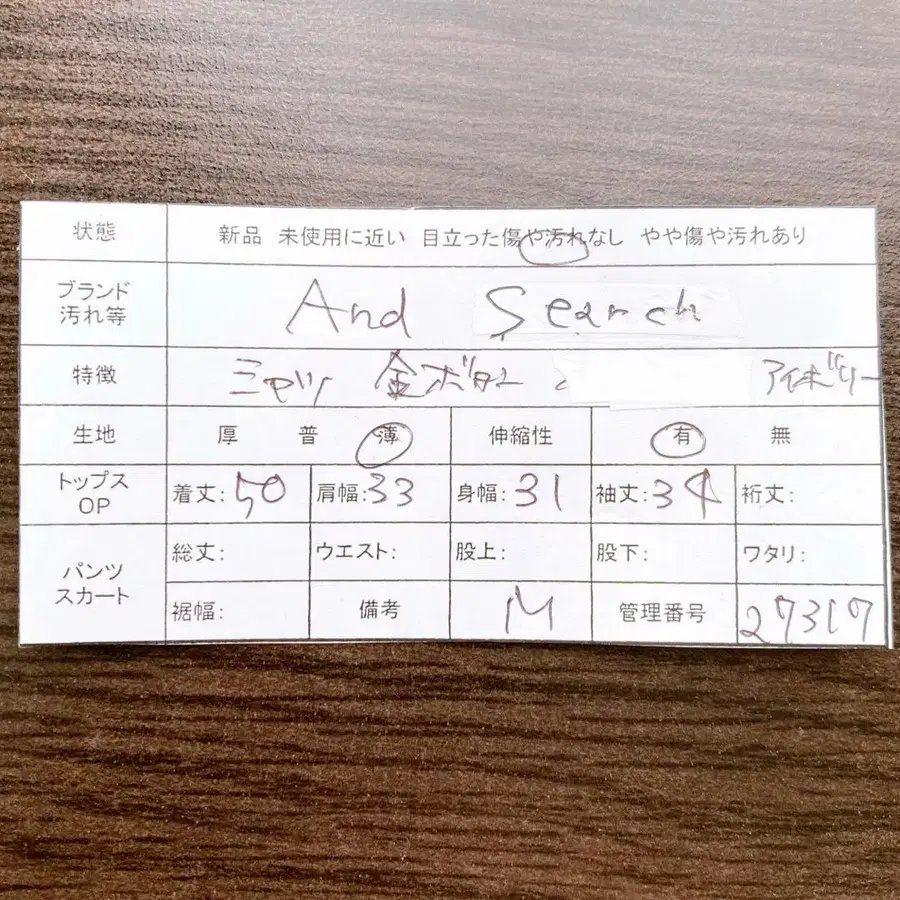 状態 新品 未使用に近い 目立った傷や汚れなし やや傷や汚れあり
ブランド
汚れ等 And Search
特徴 金ボタン アイボリー
生地 厚 普 薄 伸縮性 有 無
トップス
OP 着丈:50 肩幅:33 身幅:31 袖丈:34 裄丈:
パンツ
スカート 総丈: ウエスト: 股上: 股下: ワタリ:
裾幅: 備考 M 管理番号 27317